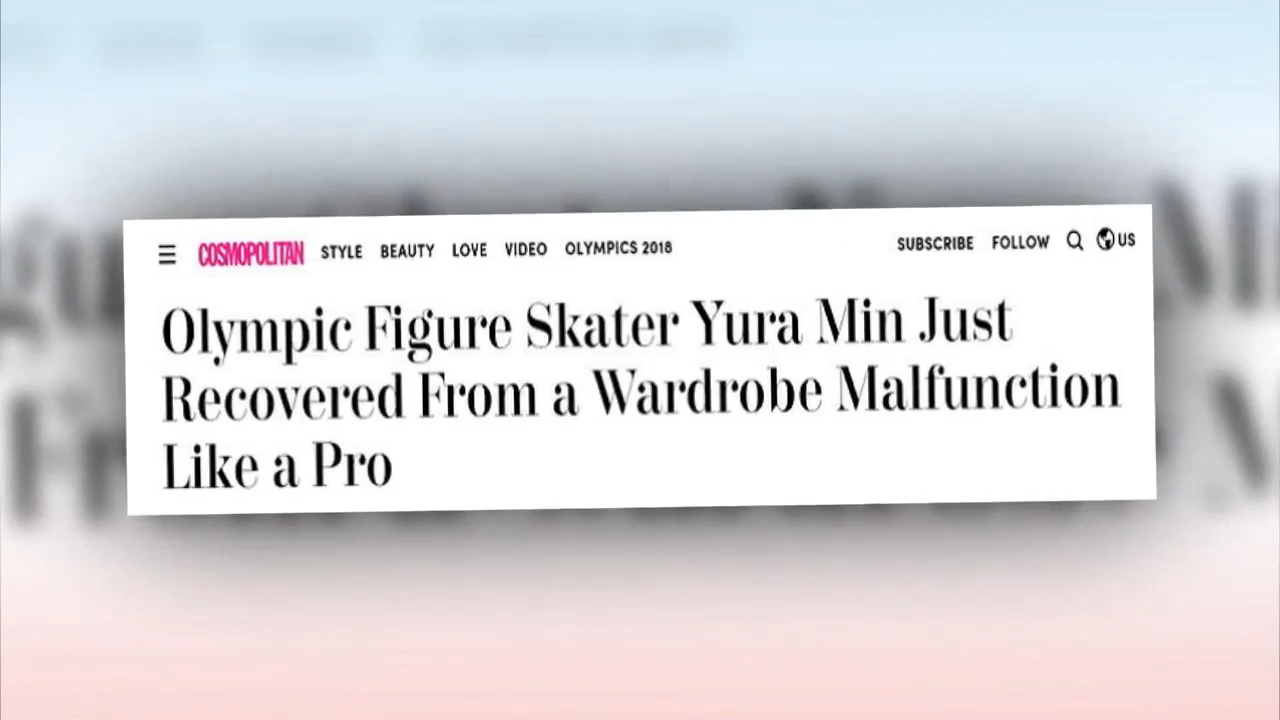 COSMOPOLITAN STYLE BEAUTY LOVE VIDEO OLYMPICS 2018 SUBSCRIBE FOLLOW US
Olympic Figure Skater Yura Min Just
Recovered From a Wardrobe Malfunction
Like a Pro